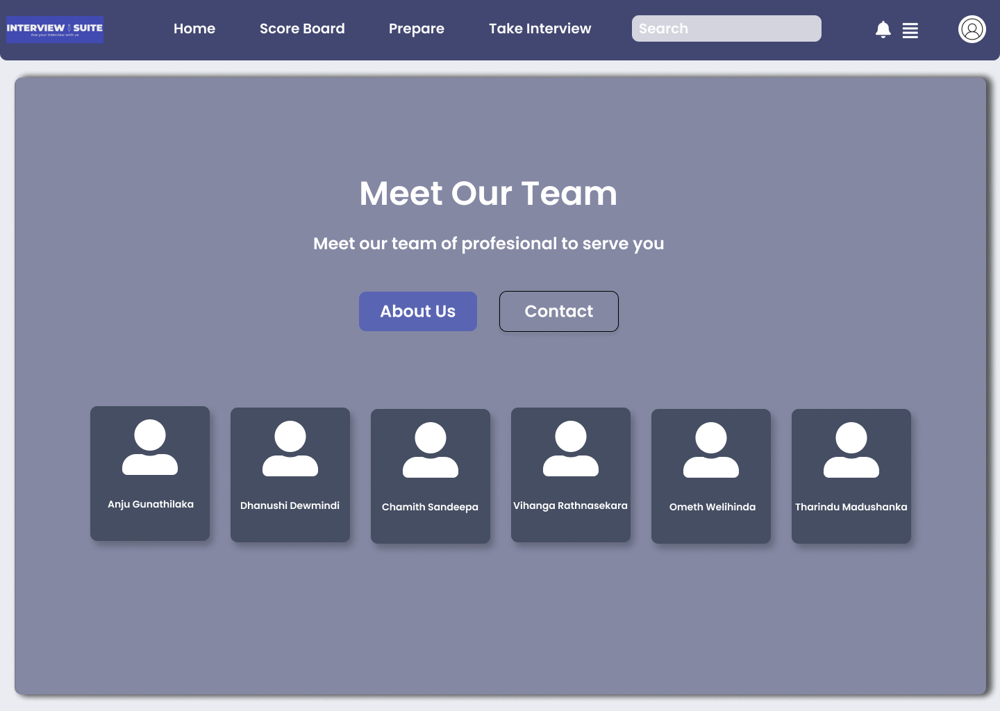 INTERVIEW SUITE
Ace your interview with us
Home
Score Board
Prepare
Take Interview
Search
Meet Our Team
Meet our team of profesional to serve you
About Us
Contact
Anju Gunathilaka
Dhanushi Dewmindi
Chamith Sandeepa
Vihanga Rathnasekara
Ometh Welihinda
Tharindu Madushanka